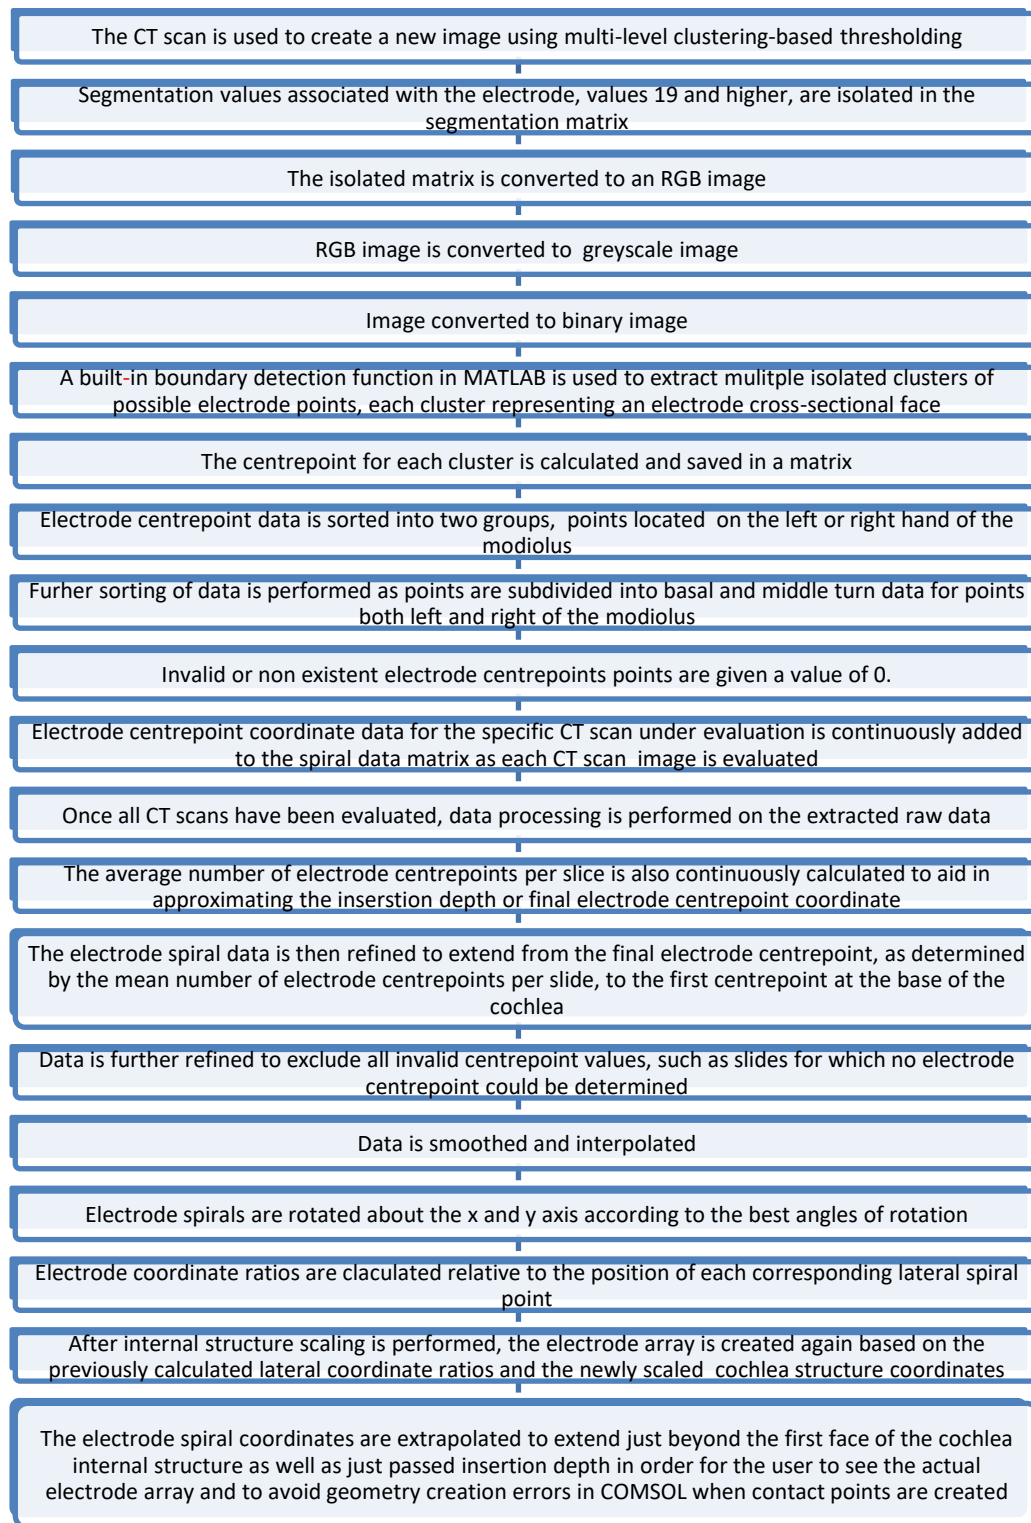 The CT scan is used to create a new image using multi-level clustering-based thresholding
Segmentation values associated with the electrode, values 19 and higher, are isolated in the
segmentation matrix
The isolated matrix is converted to an RGB image
RGB image is converted to greyscale image
Image converted to binary image
A built-in boundary detection function in MATLAB is used to extract mulitple isolated clusters of
possible electrode points, each cluster representing an electrode cross-sectional face
The centrepoint for each cluster is calculated and saved in a matrix
Electrode centrepoint data is sorted into two groups, points located on the left or right hand of the
modiolus
Furher sorting of data is performed as points are subdivided into basal and middle turn data for points
both left and right of the modiolus
Invalid or non existent electrode centrepoints points are given a value of 0.
Electrode centrepoint coordinate data for the specific CT scan under evaluation is continuously added
to the spiral data matrix as each CT scan image is evaluated
Once all CT scans have been evaluated, data processing is performed on the extracted raw data
The average number of electrode centrepoints per slice is also continuously calculated to aid in
approximating the inserstion depth or final electrode centrepoint coordinate
The electrode spiral data is then refined to extend from the final electrode centrepoint, as determined
by the mean number of electrode centrepoints per slide, to the first centrepoint at the base of the
cochlea
Data is further refined to exclude all invalid centrepoint values, such as slides for which no electrode
centrepoint could be determined
Data is smoothed and interpolated
Electrode spirals are rotated about the x and y axis according to the best angles of rotation
Electrode coordinate ratios are claculated relative to the position of each corresponding lateral spiral
point
After internal structure scaling is performed, the electrode array is created again based on the
previously calculated lateral coordinate ratios and the newly scaled cochlea structure coordinates
The electrode spiral coordinates are extrapolated to extend just beyond the first face of the cochlea
internal structure as well as just passed insertion depth in order for the user to see the actual
electrode array and to avoid geometry creation errors in COMSOL when contact points are created